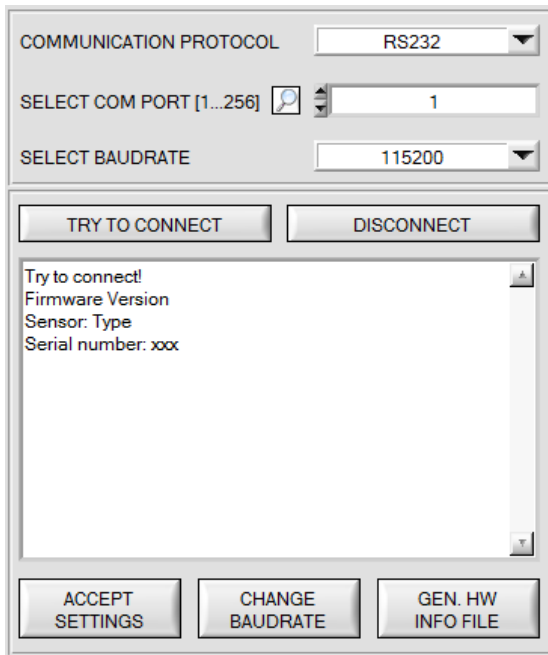 COMMUNICATION PROTOCOL RS232
SELECT COM PORT [1...256] 1
SELECT BAUDRATE 115200
TRY TO CONNECT DISCONNECT
Try to connect!
Firmware Version
Sensor: Type
Serial number: xxx
ACCEPT
SETTINGS
CHANGE
BAUDRATE
GEN. HW
INFO FILE